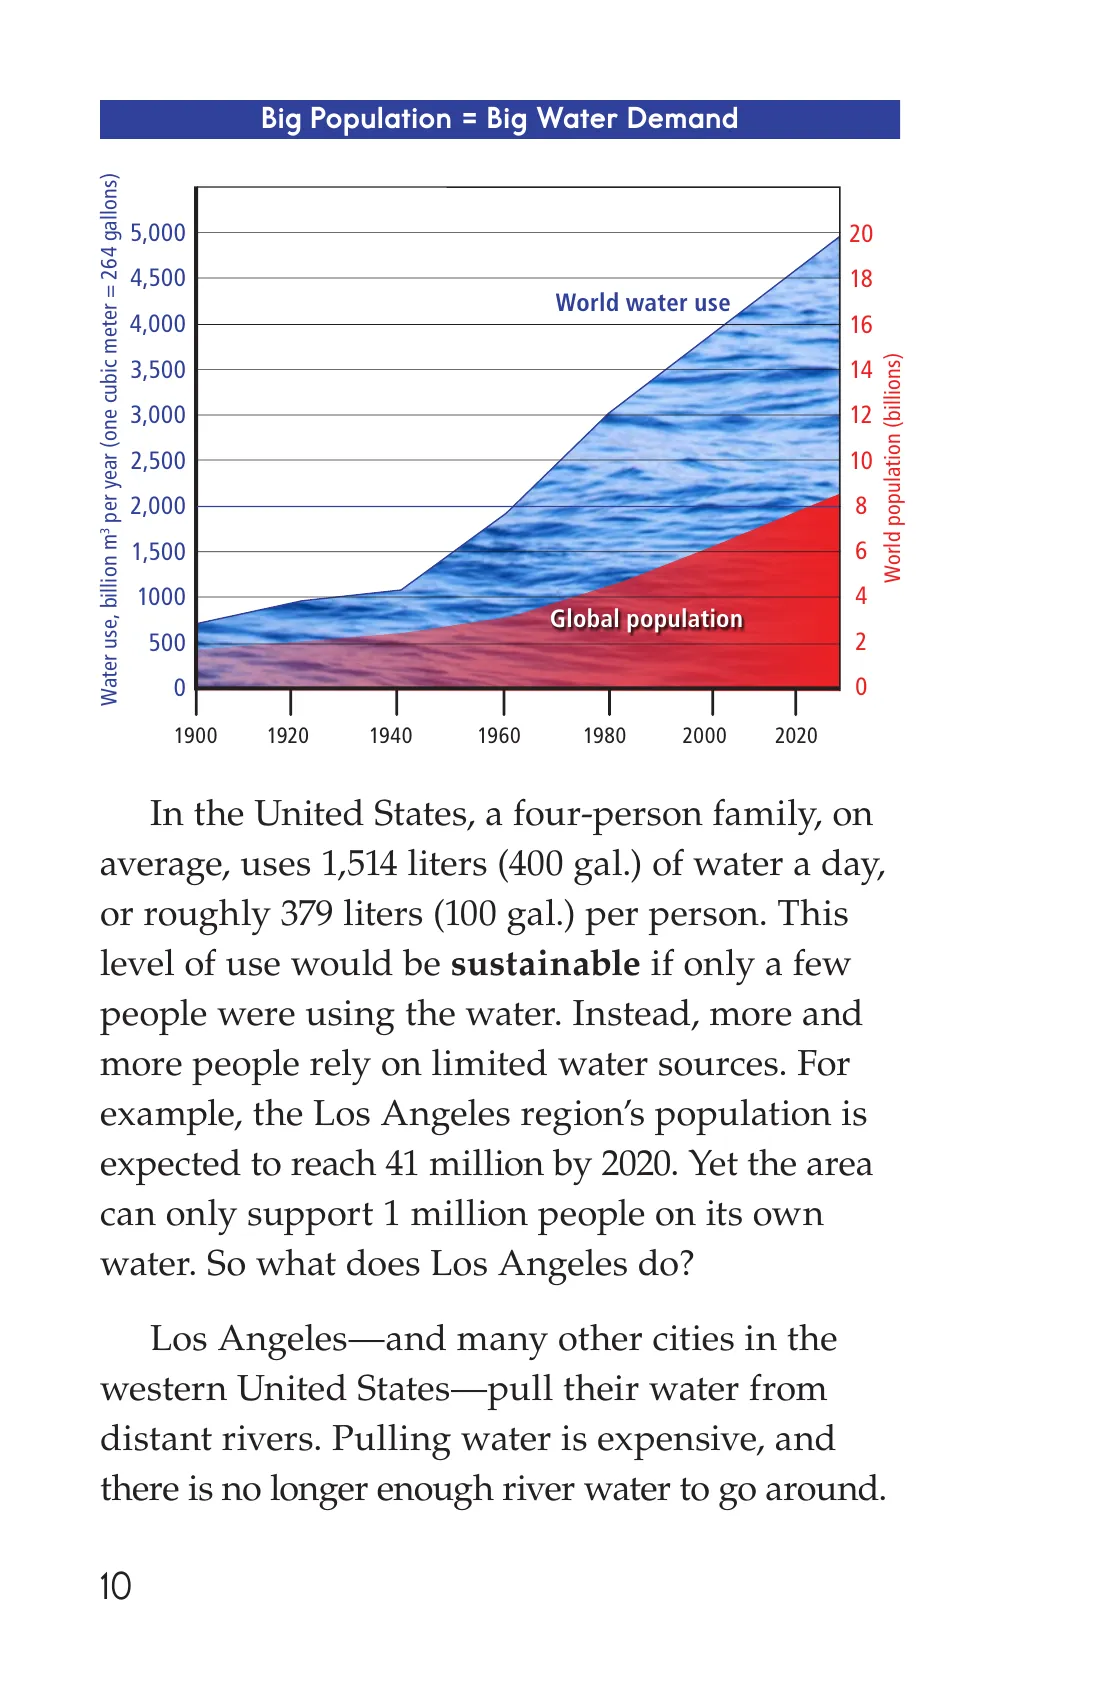 Big Population = Big Water Demand
Water use, billion m³ per year (one cubic meter = 264 gallons)
5,000
4,500
4,000
3,500
3,000
2,500
2,000
1,500
1000
500
0
World water use
Global population
20
18
16
14
12
10
8
6
4
2
0
World population (billions)
1900 1920 1940 1960 1980 2000 2020
In the United States, a four-person family, on
average, uses 1,514 liters (400 gal.) of water a day,
or roughly 379 liters (100 gal.) per person. This
level of use would be sustainable if only a few
people were using the water. Instead, more and
more people rely on limited water sources. For
example, the Los Angeles region’s population is
expected to reach 41 million by 2020. Yet the area
can only support 1 million people on its own
water. So what does Los Angeles do?
Los Angeles—and many other cities in the
western United States—pull their water from
distant rivers. Pulling water is expensive, and
there is no longer enough river water to go around.
10